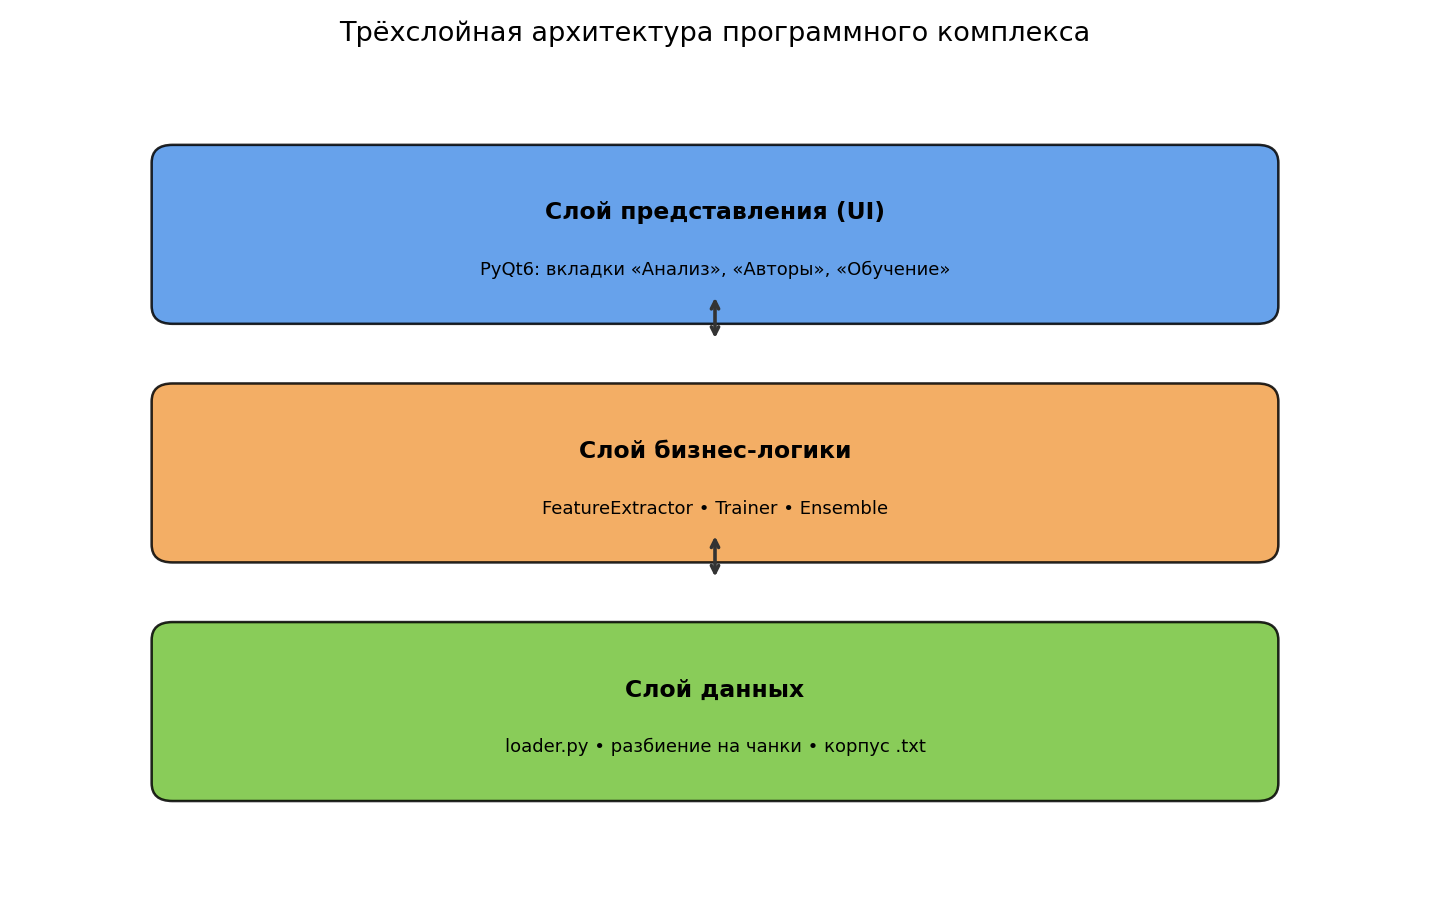 Трёхслойная архитектура программного комплекса
Слой представления (UI)
PyQt6: вкладки «Анализ», «Авторы», «Обучение»
Слой бизнес-логики
FeatureExtractor • Trainer • Ensemble
Слой данных
loader.py • разбиение на чанки • корпус .txt